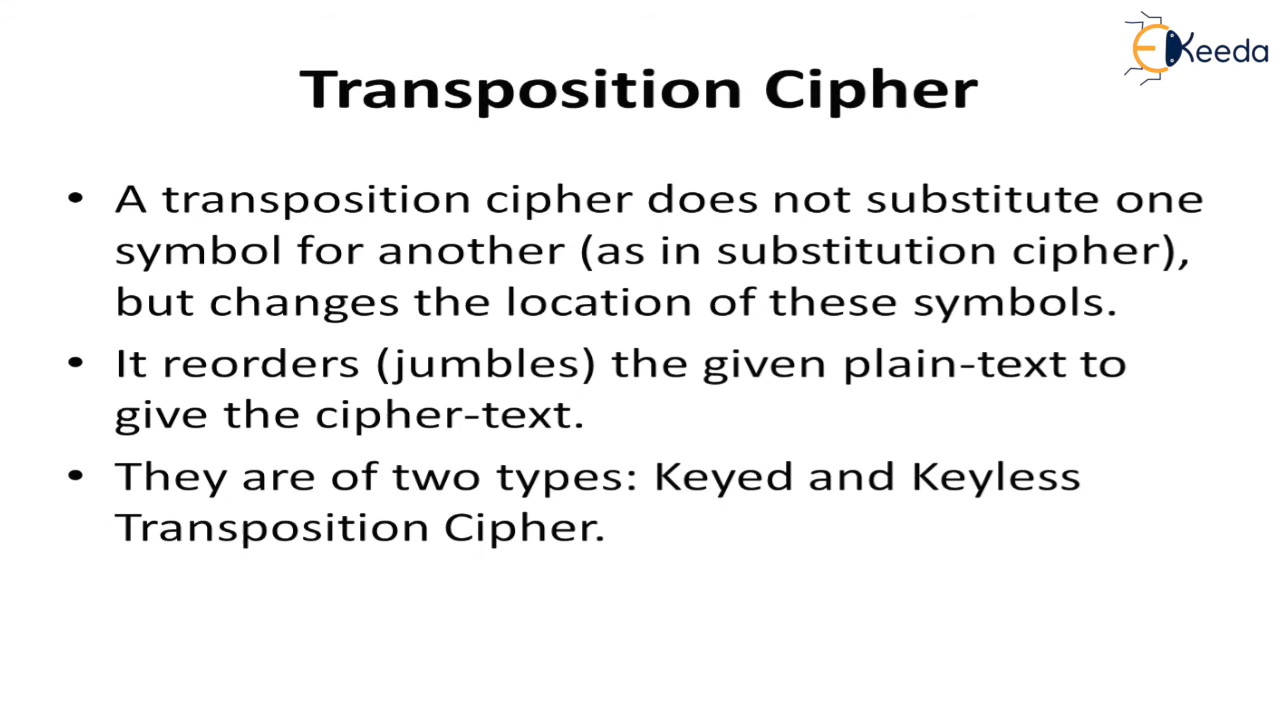 EKeeda
Transposition Cipher
• A transposition cipher does not substitute one
symbol for another (as in substitution cipher),
but changes the location of these symbols.
• It reorders (jumbles) the given plain-text to
give the cipher-text.
• They are of two types: Keyed and Keyless
Transposition Cipher.